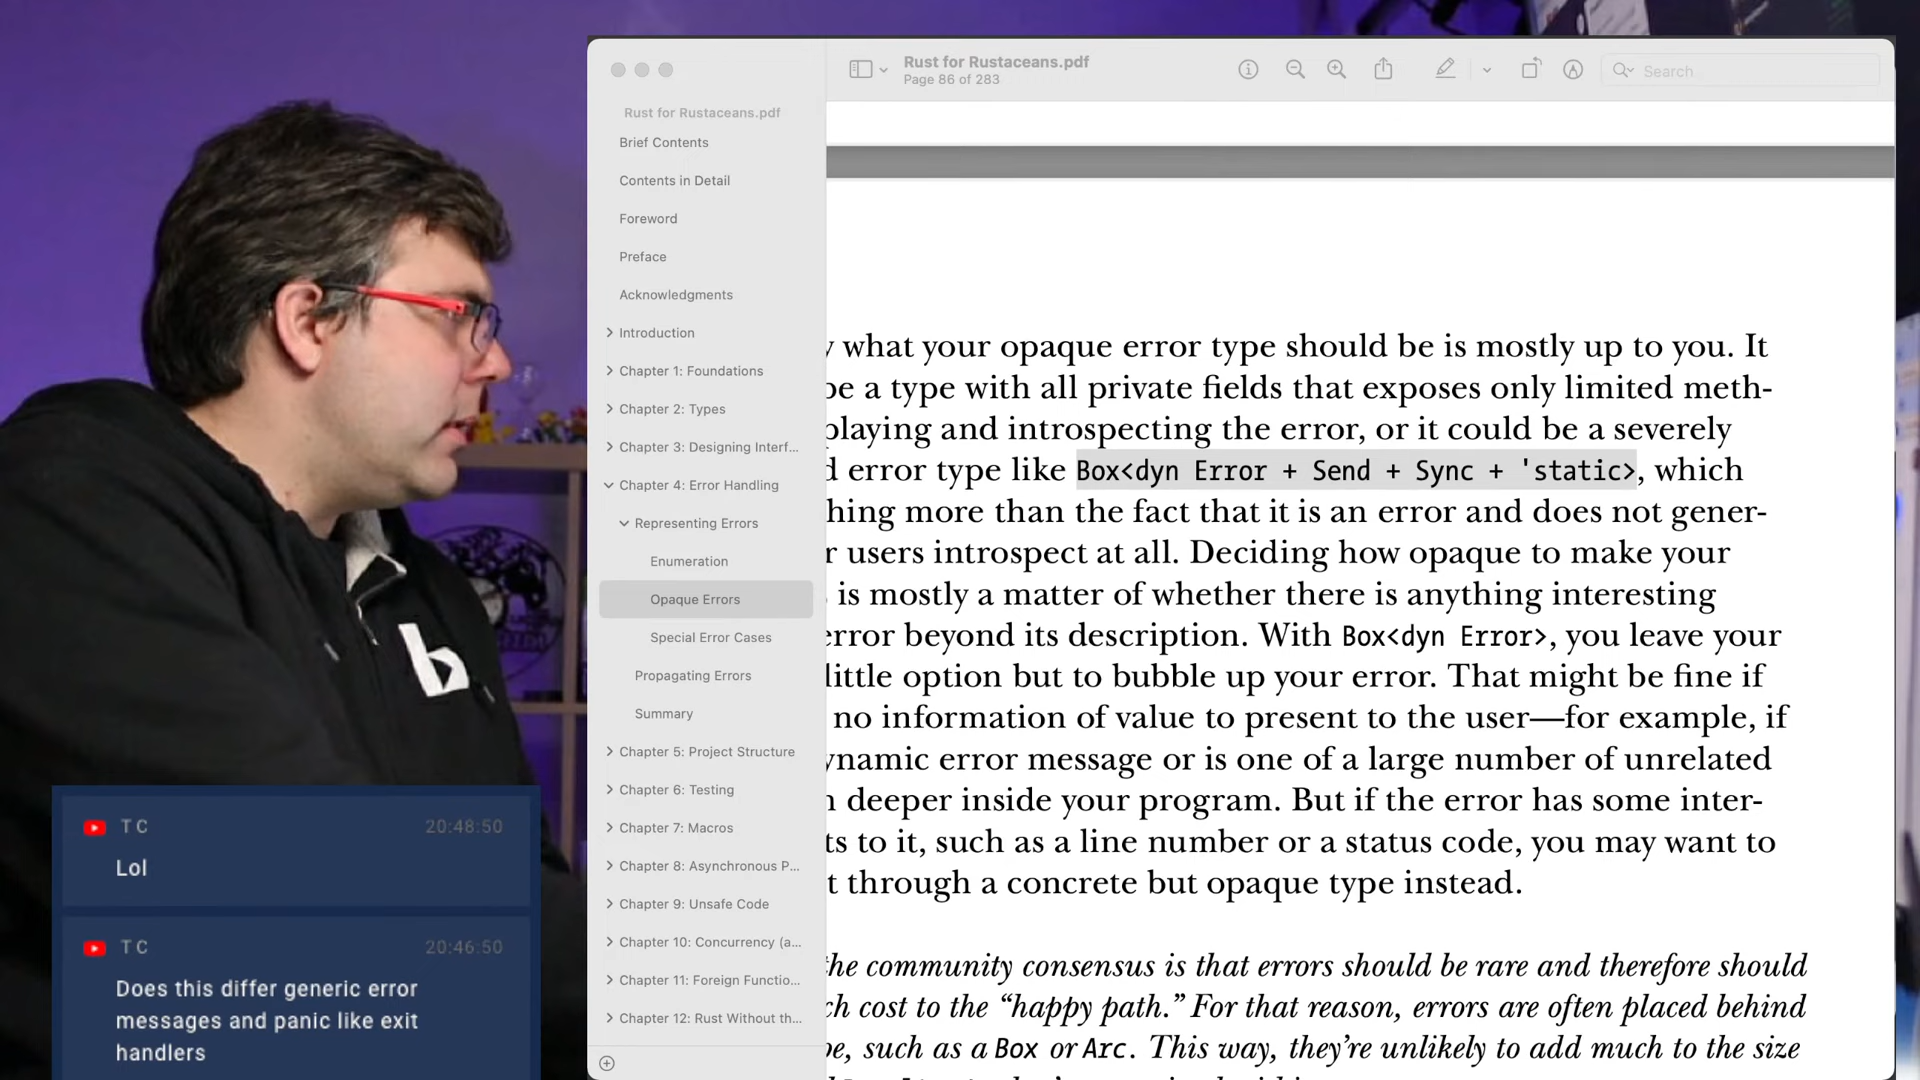 Rust for Rustaceans.pdf
Page 86 of 283
Search
Rust for Rustaceans.pdf
Brief Contents
Contents in Detail
Foreword
Preface
Acknowledgments
Introduction
Chapter 1: Foundations
Chapter 2: Types
Chapter 3: Designing Interf...
Chapter 4: Error Handling
Representing Errors
Enumeration
Opaque Errors
Special Error Cases
Propagating Errors
Summary
Chapter 5: Project Structure
Chapter 6: Testing
Chapter 7: Macros
Chapter 8: Asynchronous P...
Chapter 9: Unsafe Code
Chapter 10: Concurrency (a...
Chapter 11: Foreign Functio...
Chapter 12: Rust Without th...
what your opaque error type should be is mostly up to you. It
be a type with all private fields that exposes only limited meth-
playing and introspecting the error, or it could be a severely
d error type like Box<dyn Error + Send + Sync + 'static>, which
hing more than the fact that it is an error and does not gener-
r users introspect at all. Deciding how opaque to make your
is mostly a matter of whether there is anything interesting
error beyond its description. With Box<dyn Error>, you leave your
little option but to bubble up your error. That might be fine if
no information of value to present to the user—for example, if
ynamic error message or is one of a large number of unrelated
n deeper inside your program. But if the error has some inter-
ts to it, such as a line number or a status code, you may want to
t through a concrete but opaque type instead.
the community consensus is that errors should be rare and therefore should
ch cost to the “happy path.” For that reason, errors are often placed behind
pe, such as a Box or Arc. This way, they’re unlikely to add much to the size
T C 20:48:50
Lol
T C 20:46:50
Does this differ generic error
messages and panic like exit
handlers